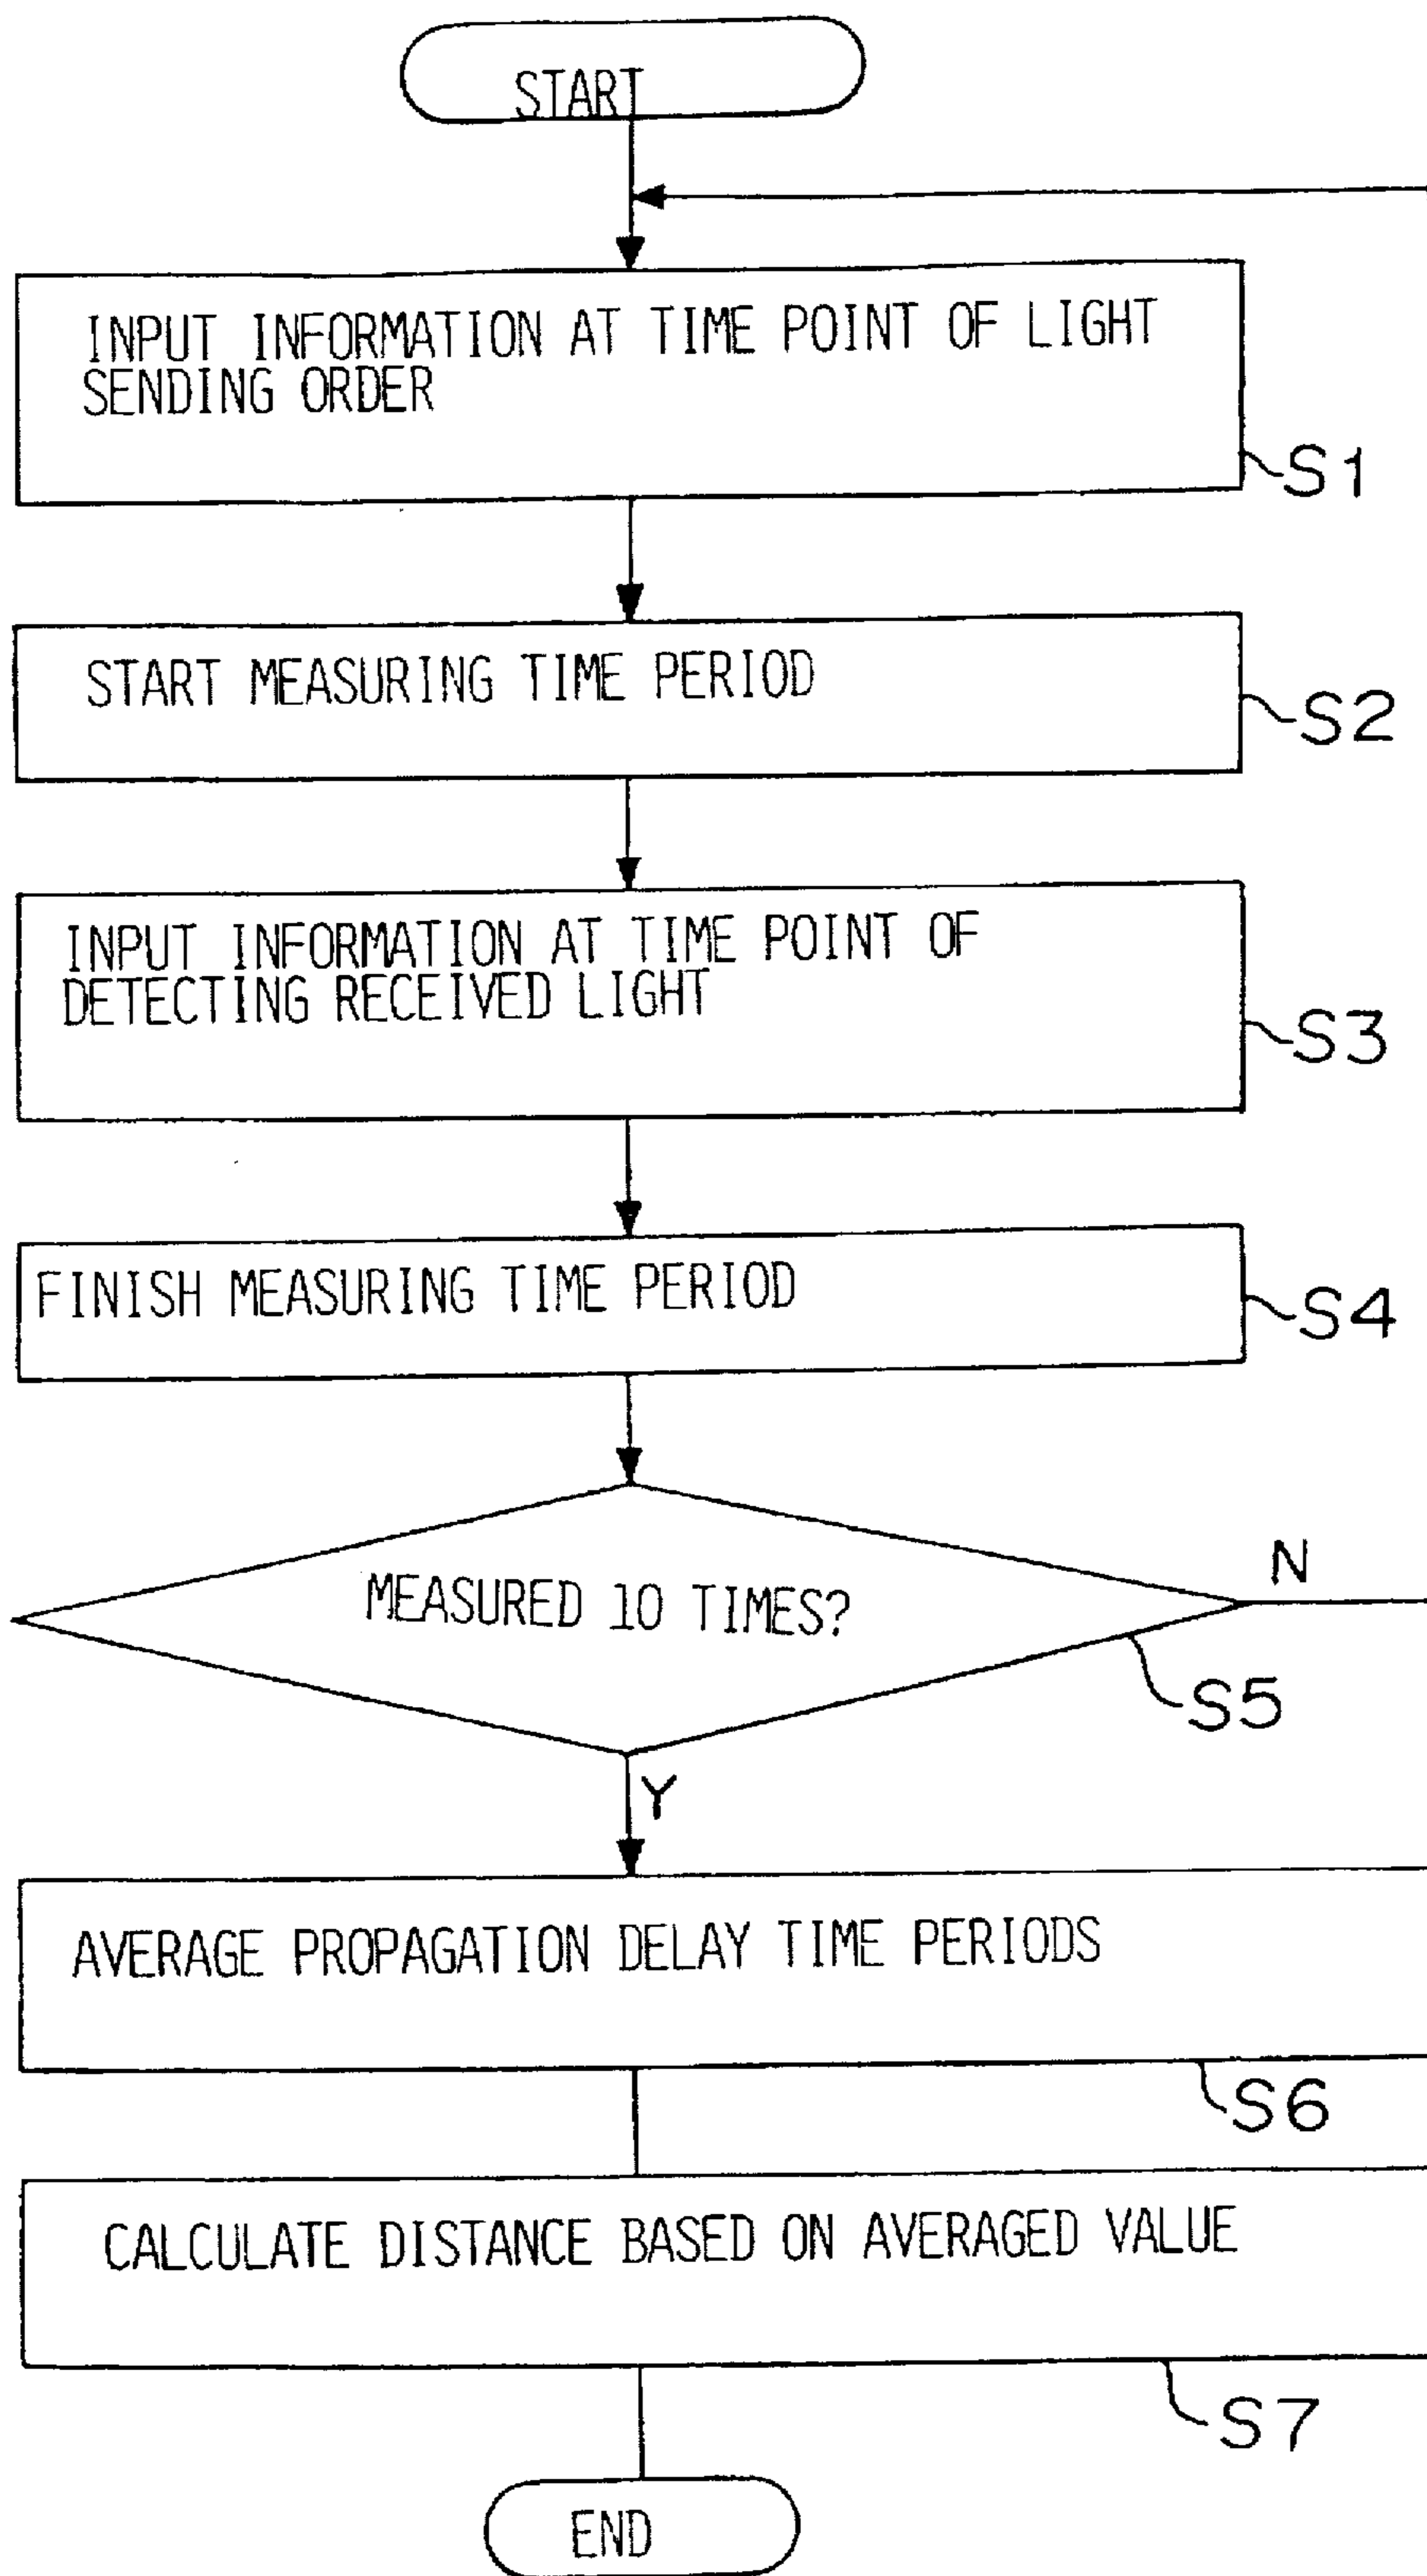 START
INPUT INFORMATION AT TIME POINT OF LIGHT
SENDING ORDER
S1
START MEASURING TIME PERIOD
S2
INPUT INFORMATION AT TIME POINT OF
DETECTING RECEIVED LIGHT
S3
FINISH MEASURING TIME PERIOD
S4
MEASURED 10 TIMES?
N
S5
Y
AVERAGE PROPAGATION DELAY TIME PERIODS
S6
CALCULATE DISTANCE BASED ON AVERAGED VALUE
S7
END